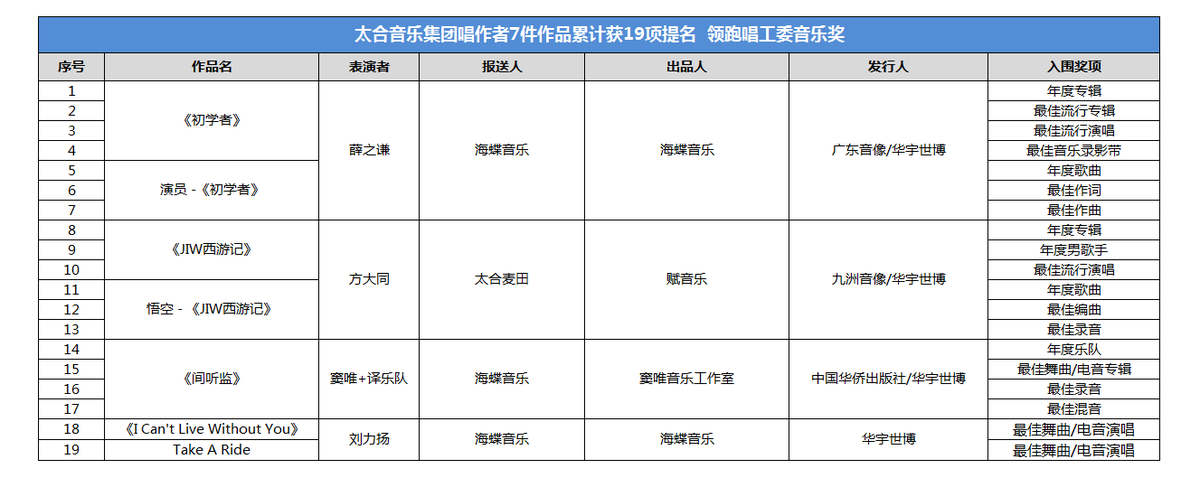 太合音乐集团唱作者7件作品累计获19项提名 领跑唱工委音乐奖
序号 作品名 表演者 报送人 出品人 发行人 入围奖项
1 《初学者》 薛之谦 海蝶音乐 海蝶音乐 广东音像/华宇世博 年度专辑
2 最佳流行专辑
3 最佳流行演唱
4 最佳音乐录影带
5 演员 -《初学者》 年度歌曲
6 最佳作词
7 最佳作曲
8 《JIW西游记》 方大同 太合麦田 赋音乐 九洲音像/华宇世博 年度专辑
9 年度男歌手
10 最佳流行演唱
11 悟空 - 《JIW西游记》 年度歌曲
12 最佳编曲
13 最佳录音
14 《间听监》 窦唯+译乐队 海蝶音乐 窦唯音乐工作室 中国华侨出版社/华宇世博 年度乐队
15 最佳舞曲/电音专辑
16 最佳录音
17 最佳混音
18 《I Can't Live Without You》 刘力扬 海蝶音乐 海蝶音乐 华宇世博 最佳舞曲/电音演唱
19 Take A Ride 最佳舞曲/电音演唱